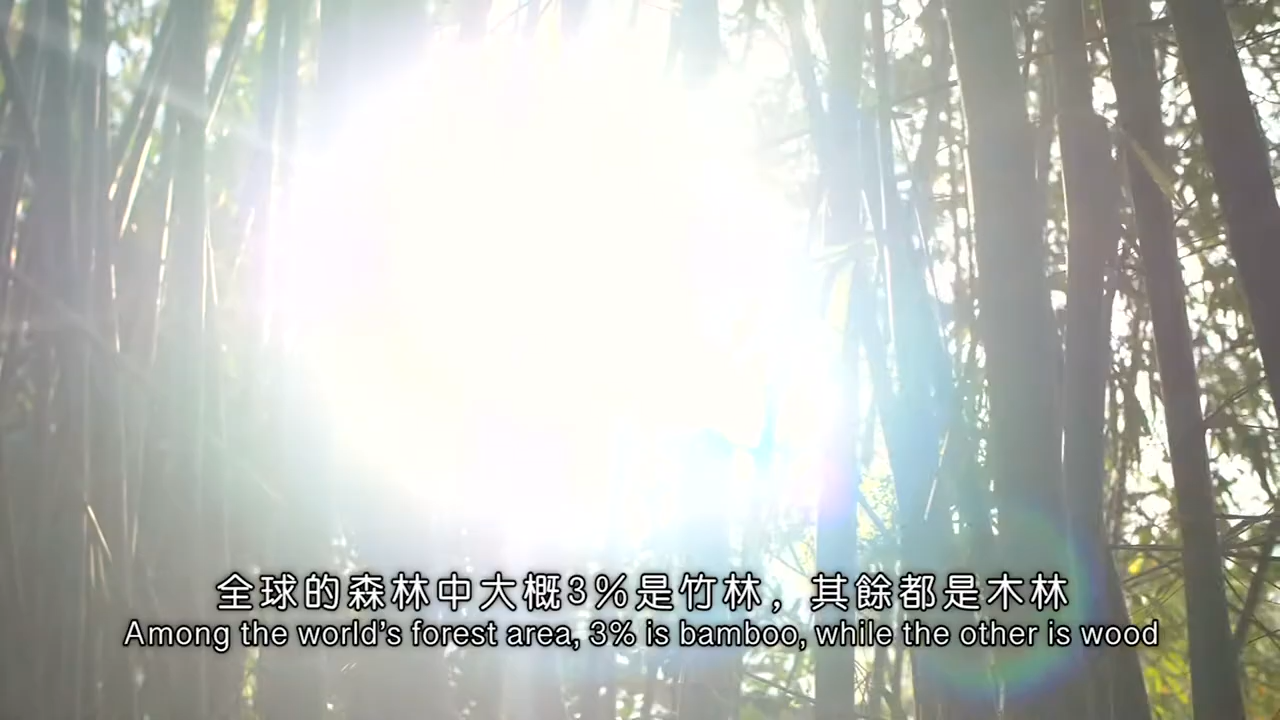 全球的森林中大概3%是竹林，其餘都是木林
Among the world's forest area, 3% is bamboo, while the other is wood